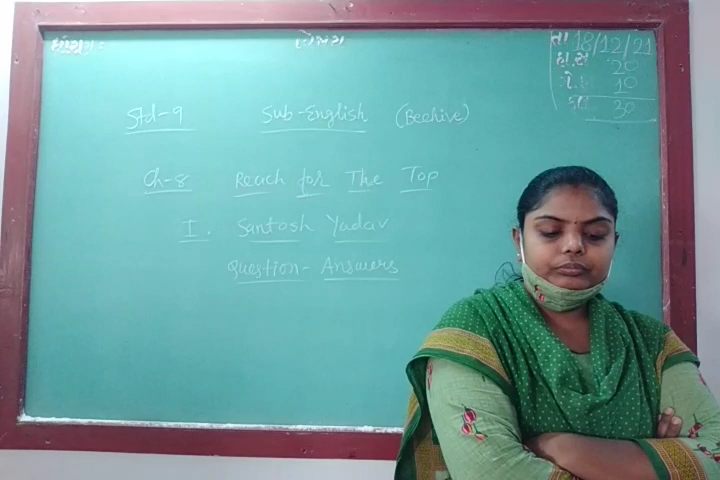 તા 18/12/21
હા.સં 20
10
કુલ 30
Std-9 Sub-English (Beehive)
Ch-8 Reach for The Top
I. Santosh Yadav
Question-Answers